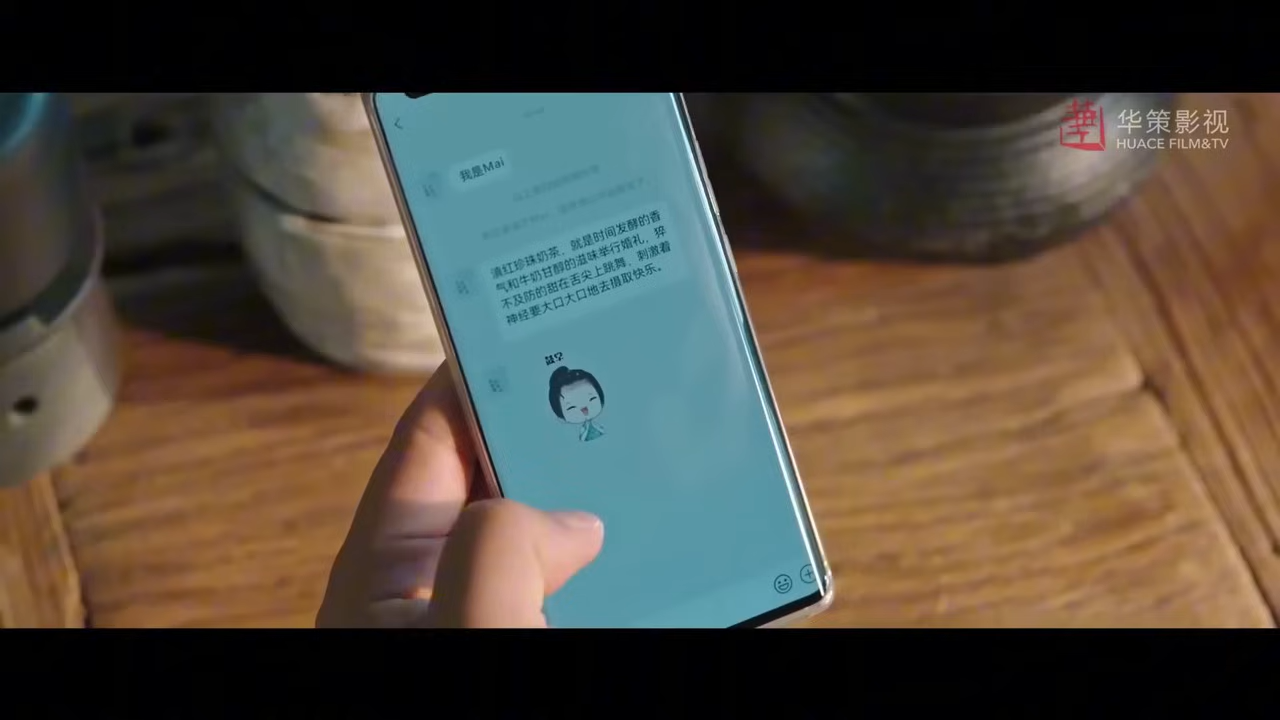 华策影视
HUACE FILM&TV
我是Mai
滇红珍珠奶茶，就是时间发酵的香
气和牛奶甘醇的滋味举行婚礼，猝
不及防的甜在舌尖上跳舞，刺激着
神经要大口大口地去摄取快乐。